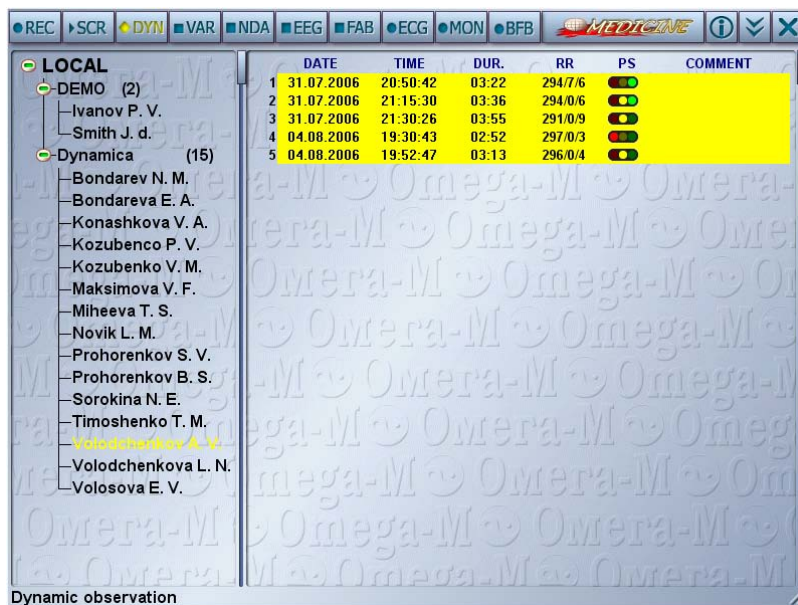 REC SCR DYN VAR NDA EEG FAB ECG MON BFB MEDICINE
LOCAL
DEMO (2)
Ivanov P. V.
Smith J. d.
Dynamica (15)
Bondarev N. M.
Bondareva E. A.
Konashkova V. A.
Kozubenco P. V.
Kozubenko V. M.
Maksimova V. F.
Miheeva T. S.
Novik L. M.
Prohorenkov S. V.
Prohorenkov B. S.
Sorokina N. E.
Timoshenko T. M.
Volodchenkov A. V.
Volodchenkova L. N.
Volosova E. V.
DATE TIME DUR. RR PS COMMENT
1 31.07.2006 20:50:42 03:22 294/7/6
2 31.07.2006 21:15:30 03:36 294/0/6
3 31.07.2006 21:30:26 03:55 291/0/9
4 04.08.2006 19:30:43 02:52 297/0/3
5 04.08.2006 19:52:47 03:13 296/0/4
Dynamic observation